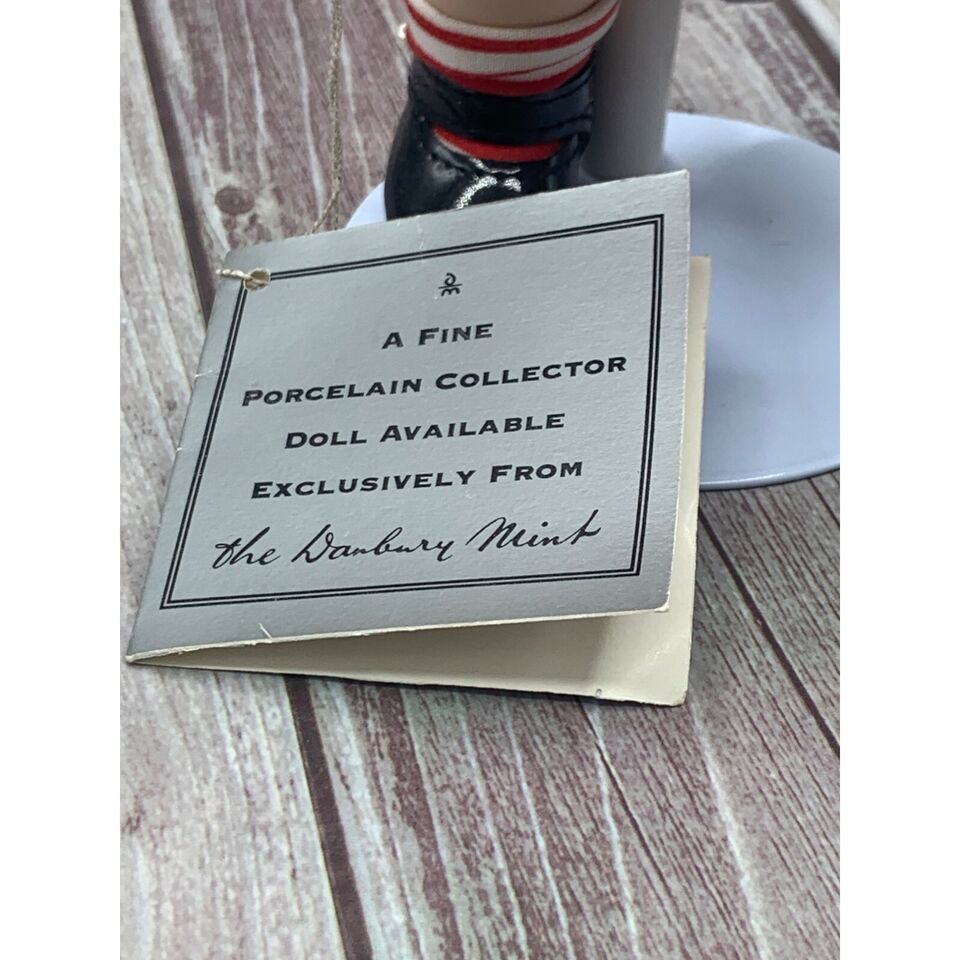 A FINE
PORCELAIN COLLECTOR
DOLL AVAILABLE
EXCLUSIVELY FROM
the Danbury Mint